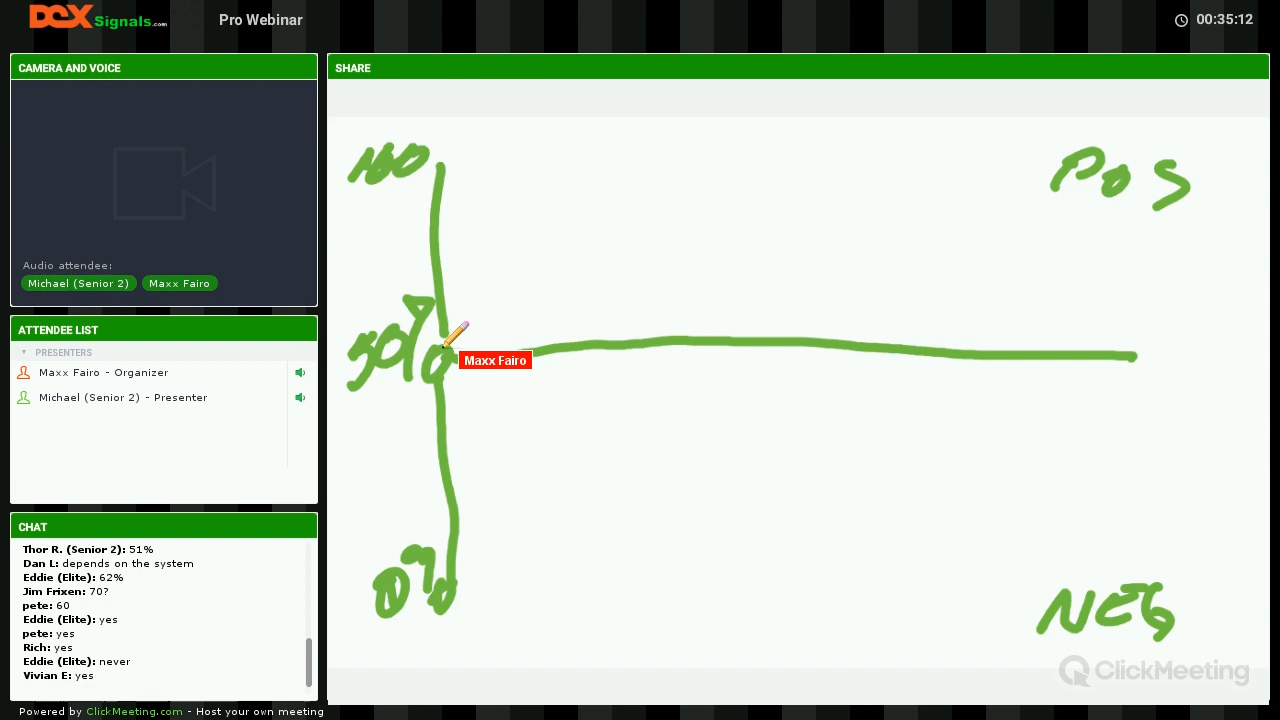 DCX Signals.com Pro Webinar 00:35:12
CAMERA AND VOICE
Audio attendee:
Michael (Senior 2) Maxx Fairo
ATTENDEE LIST
PRESENTERS
Maxx Fairo - Organizer
Michael (Senior 2) - Presenter
CHAT
Thor R. (Senior 2): 51%
Dan L: depends on the system
Eddie (Elite): 62%
Jim Frixen: 70?
pete: 60
Eddie (Elite): yes
pete: yes
Rich: yes
Eddie (Elite): never
Vivian E: yes
Powered by ClickMeeting.com - Host your own meeting
SHARE
100
POS
50%
Maxx Fairo
0%
NEG
ClickMeeting